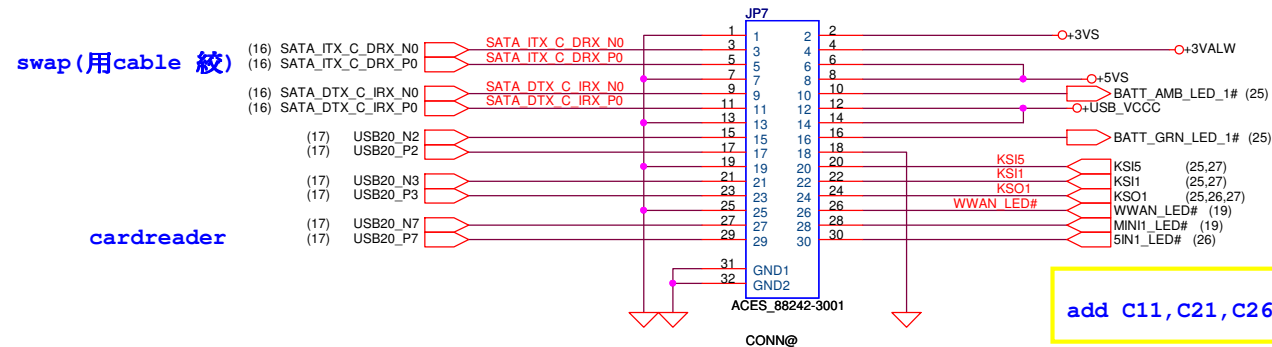 JP7
swap(用cable 絞)
(16) SATA_ITX_C_DRX_N0 SATA_ITX_C_DRX_N0
(16) SATA_ITX_C_DRX_P0 SATA_ITX_C_DRX_P0
(16) SATA_DTX_C_IRX_N0 SATA_DTX_C_IRX_N0
(16) SATA_DTX_C_IRX_P0 SATA_DTX_C_IRX_P0
(17) USB20_N2
(17) USB20_P2
(17) USB20_N3
(17) USB20_P3
cardreader
(17) USB20_N7
(17) USB20_P7
1 1 2 2 +3VS
3 3 4 4 +3VALW
5 5 6 6
7 7 8 8 +5VS
9 9 10 10 BATT_AMB_LED_1# (25)
11 11 12 12 +USB_VCCC
13 13 14 14
15 15 16 16 BATT_GRN_LED_1# (25)
17 17 18 18
19 19 20 20 KSI5 KSI5 (25,27)
21 21 22 22 KSI1 KSI1 (25,27)
23 23 24 24 KSO1 KSO1 (25,26,27)
25 25 26 26 WWAN_LED# WWAN_LED# (19)
27 27 28 28 MINI1_LED# (19)
29 29 30 30 5IN1_LED# (26)
31 GND1
32 GND2
ACES_88242-3001
CONN@
add C11,C21,C26